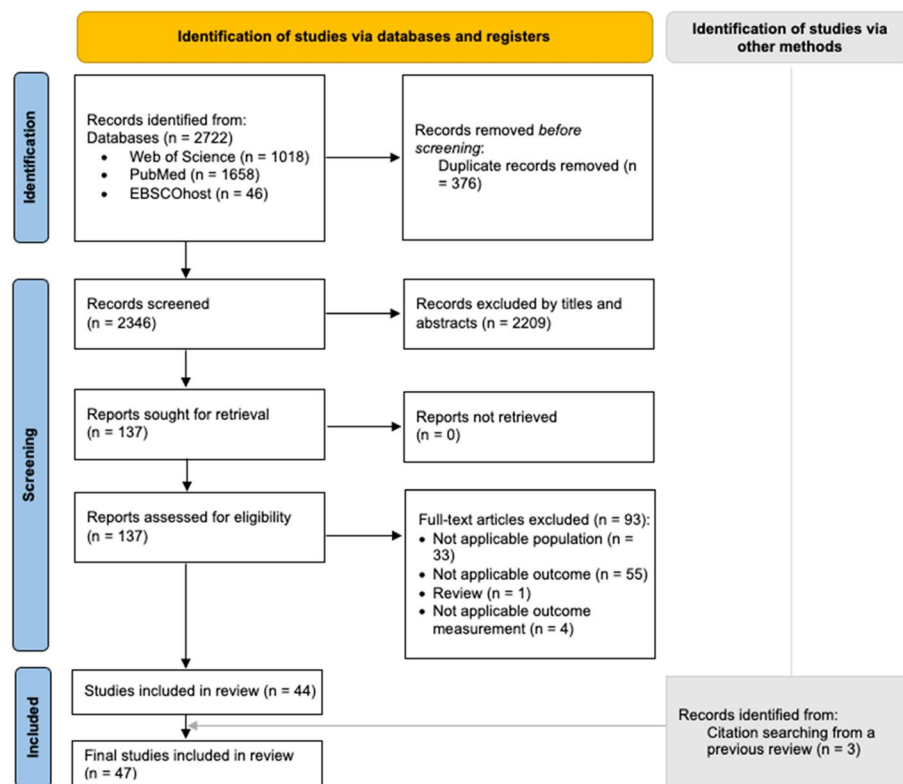 Identification of studies via databases and registers
Identification of studies via
other methods
Identification
Records identified from:
Databases (n = 2722)
• Web of Science (n = 1018)
• PubMed (n = 1658)
• EBSCOhost (n = 46)
Records removed before
screening:
Duplicate records removed (n
= 376)
Screening
Records screened
(n = 2346)
Records excluded by titles and
abstracts (n = 2209)
Reports sought for retrieval
(n = 137)
Reports not retrieved
(n = 0)
Reports assessed for eligibility
(n = 137)
Full-text articles excluded (n = 93):
• Not applicable population (n =
33)
• Not applicable outcome (n = 55)
• Review (n = 1)
• Not applicable outcome
measurement (n = 4)
Included
Studies included in review (n = 44)
Records identified from:
Citation searching from a
previous review (n = 3)
Final studies included in review
(n = 47)